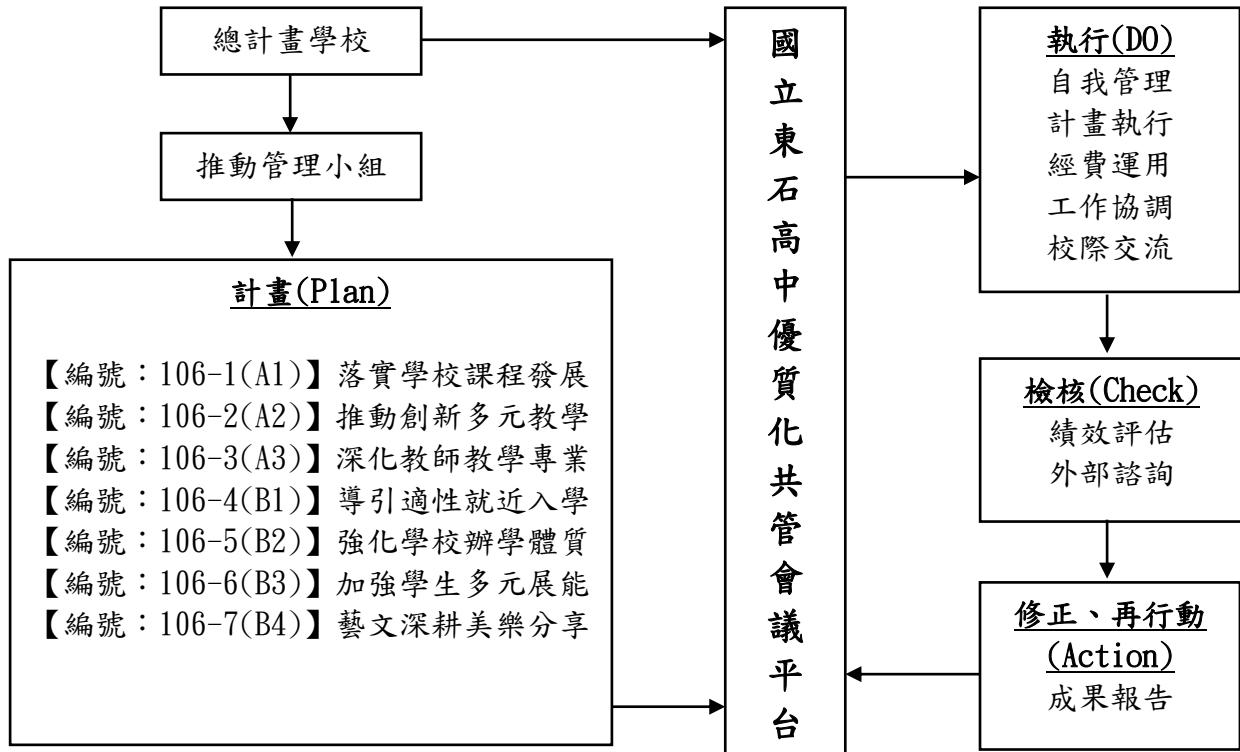 總計畫學校
推動管理小組
計畫(Plan)
【編號：106-1(A1)】落實學校課程發展
【編號：106-2(A2)】推動創新多元教學
【編號：106-3(A3)】深化教師教學專業
【編號：106-4(B1)】導引適性就近入學
【編號：106-5(B2)】強化學校辦學體質
【編號：106-6(B3)】加強學生多元展能
【編號：106-7(B4)】藝文深耕美樂分享
國立東石高中優質化共管會議平台
執行(DO)
自我管理
計畫執行
經費運用
工作協調
校際交流
檢核(Check)
績效評估
外部諮詢
修正、再行動
(Action)
成果報告